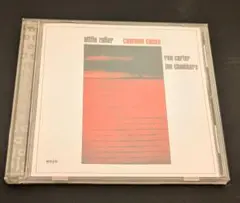 attila zoller common cause
ron carter
joe chambers